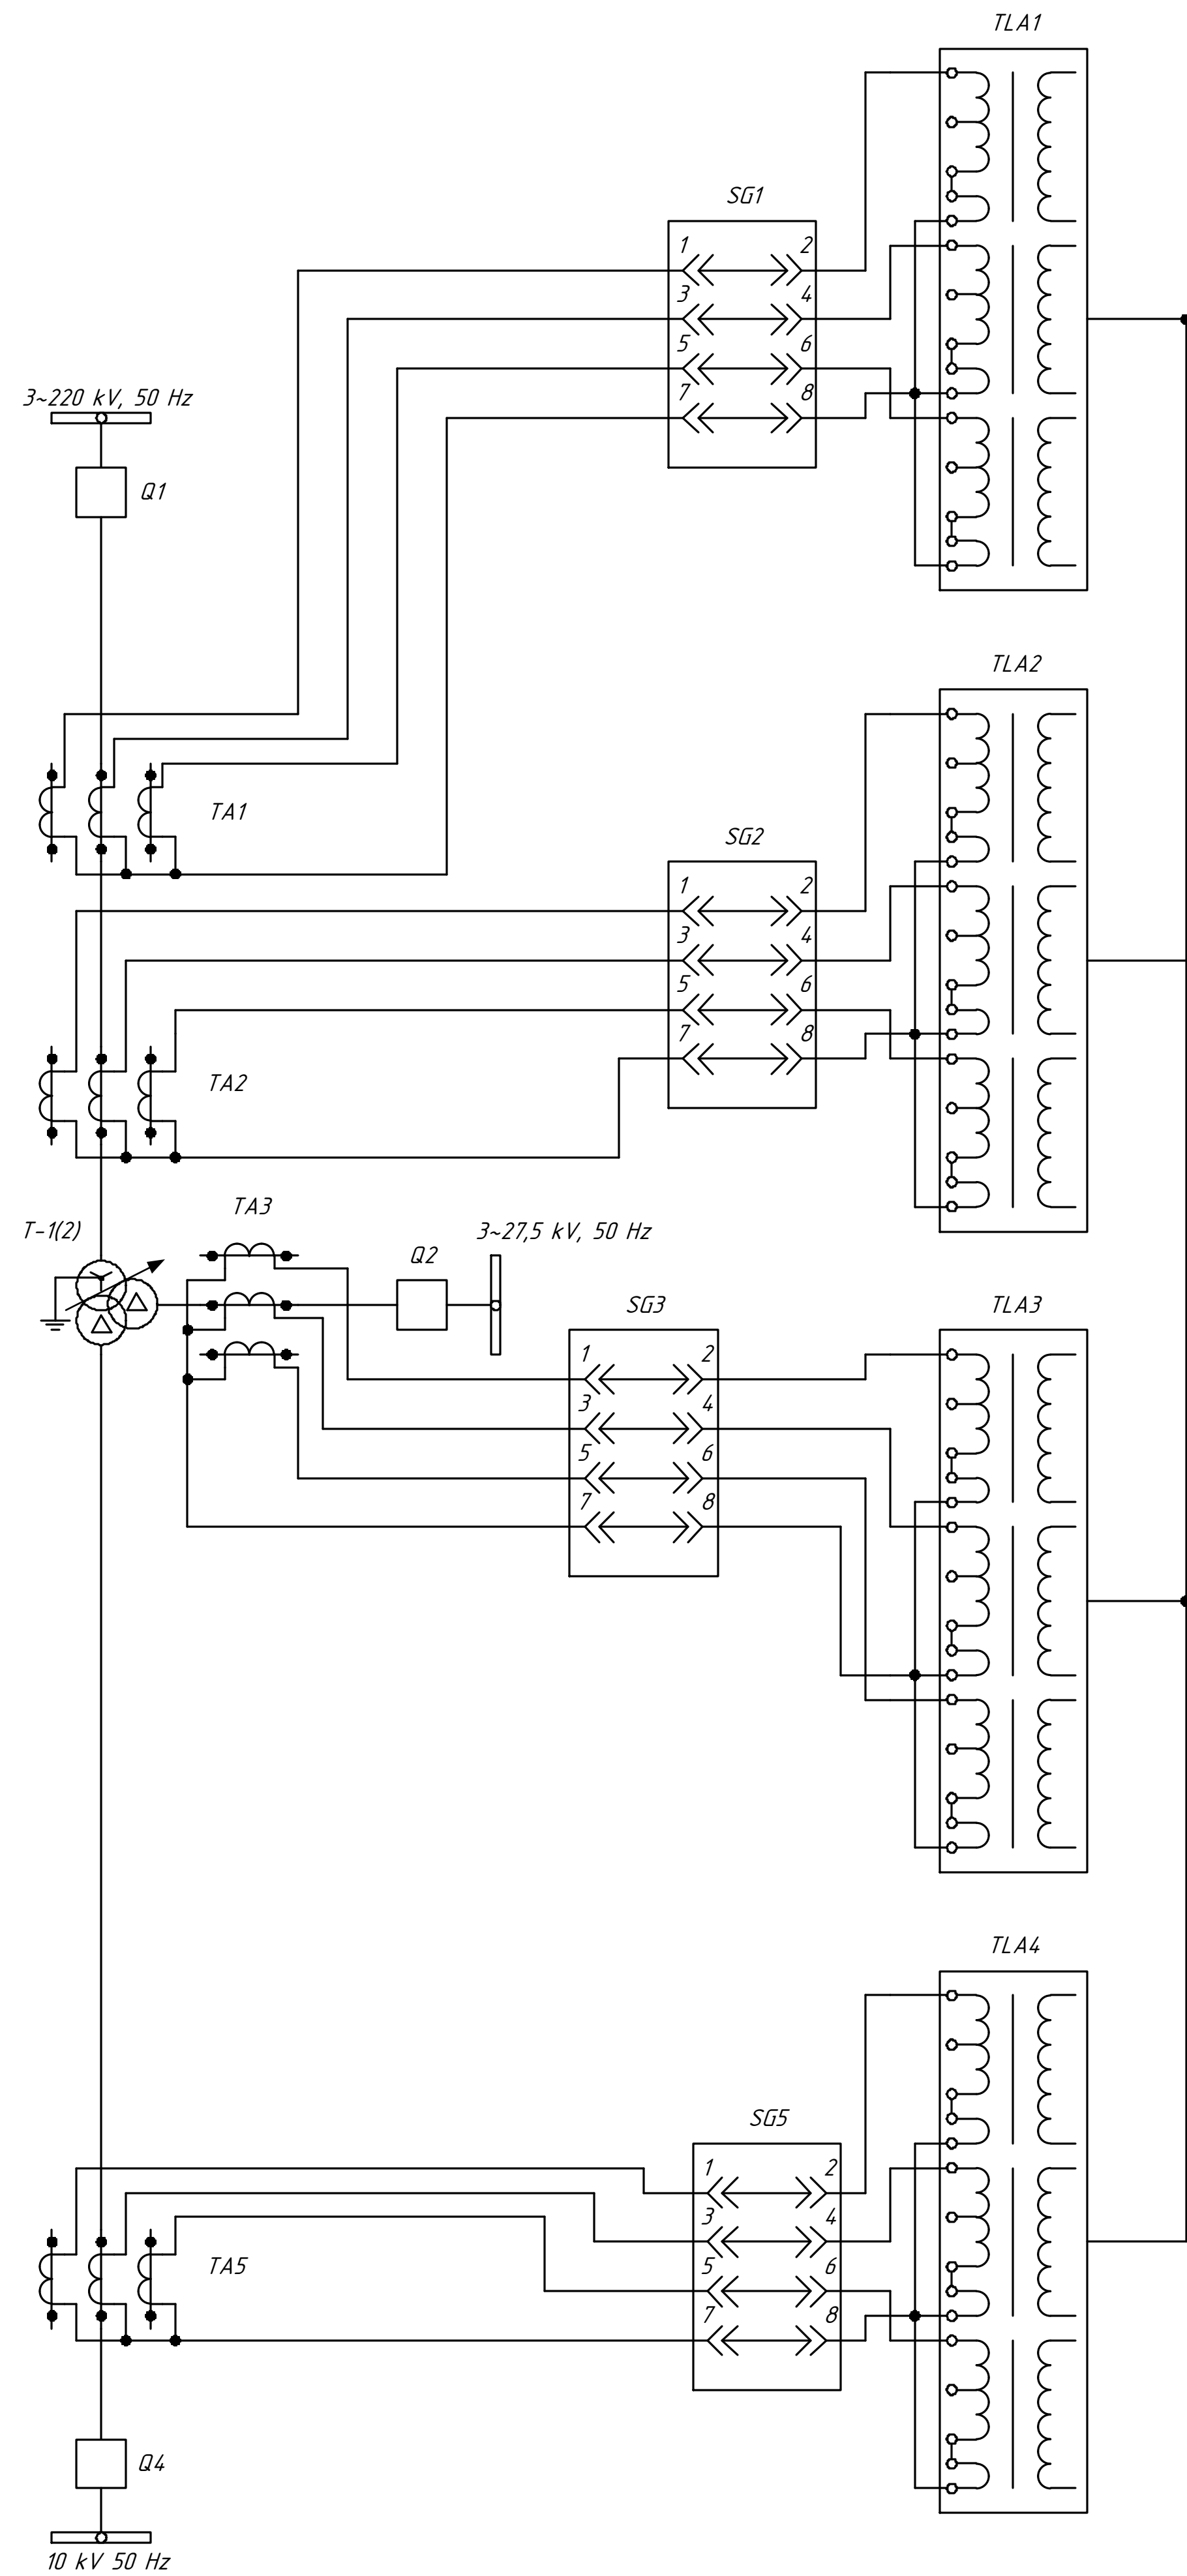 TLA1
SG1
1 2
3 4
5 6
7 8
3~220 kV, 50 Hz
Q1
TLA2
TA1
SG2
1 2
3 4
5 6
7 8
TA2
TA3
T-1(2)
3~27,5 kV, 50 Hz
Q2
SG3
TLA3
1 2
3 4
5 6
7 8
TLA4
SG5
1 2
3 4
5 6
7 8
TA5
Q4
10 kV 50 Hz